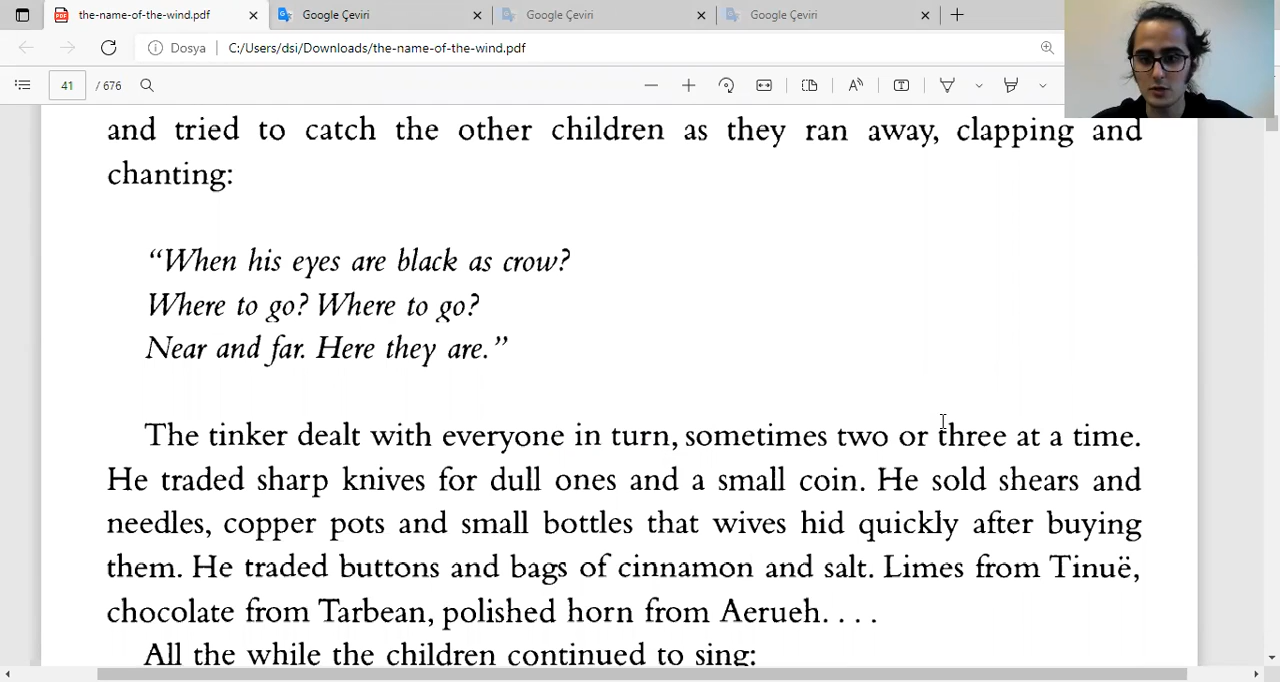 the-name-of-the-wind.pdf
Google Çeviri
Google Çeviri
Google Çeviri
Dosya
C:/Users/dsi/Downloads/the-name-of-the-wind.pdf
41 / 676
and tried to catch the other children as they ran away, clapping and
chanting:
“When his eyes are black as crow?
Where to go? Where to go?
Near and far. Here they are.”
The tinker dealt with everyone in turn, sometimes two or three at a time.
He traded sharp knives for dull ones and a small coin. He sold shears and
needles, copper pots and small bottles that wives hid quickly after buying
them. He traded buttons and bags of cinnamon and salt. Limes from Tinuë,
chocolate from Tarbean, polished horn from Aerueh. . . .
All the while the children continued to sing: